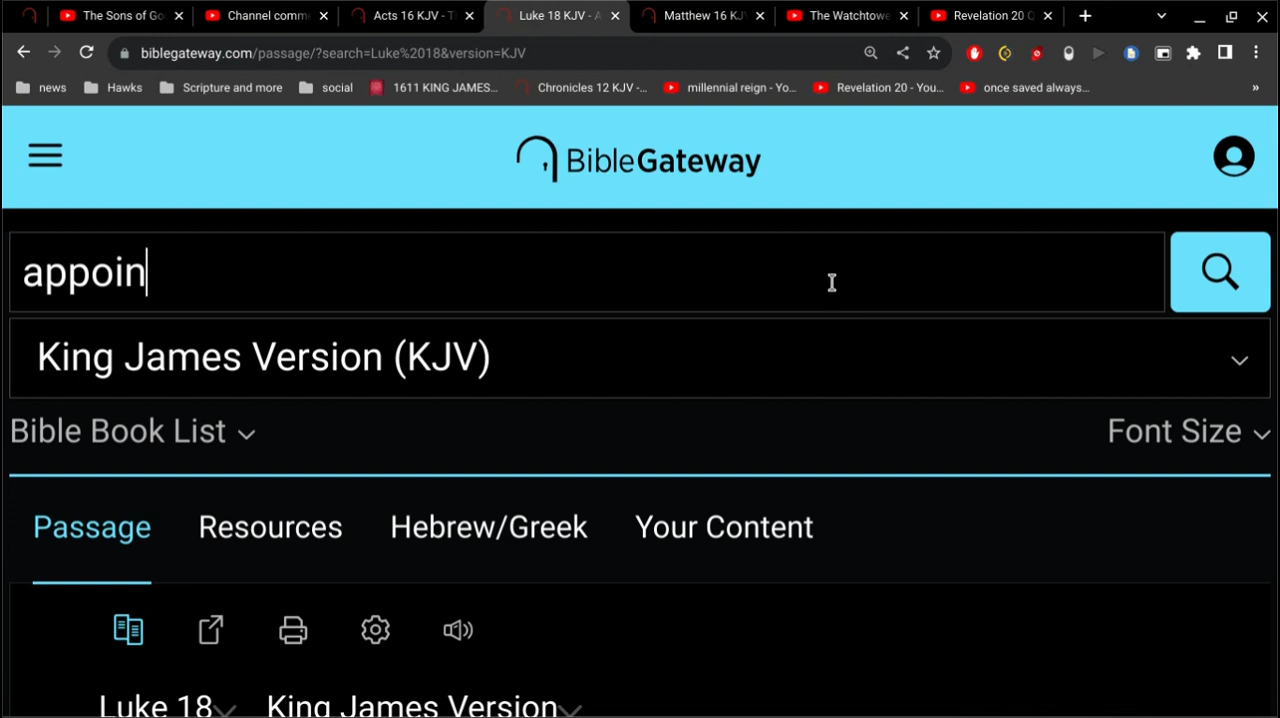 The Sons of Go
Channel comm
Acts 16 KJV - T
Luke 18 KJV - A
Matthew 16 KJ
The Watchtowe
Revelation 20 Q
biblegateway.com/passage/?search=Luke%2018&version=KJV
news
Hawks
Scripture and more
social
1611 KING JAMES...
Chronicles 12 KJV -...
millennial reign - Yo...
Revelation 20 - You...
once saved always...
BibleGateway
appoin
King James Version (KJV)
Bible Book List
Font Size
Passage Resources Hebrew/Greek Your Content
Luke 18 King James Version